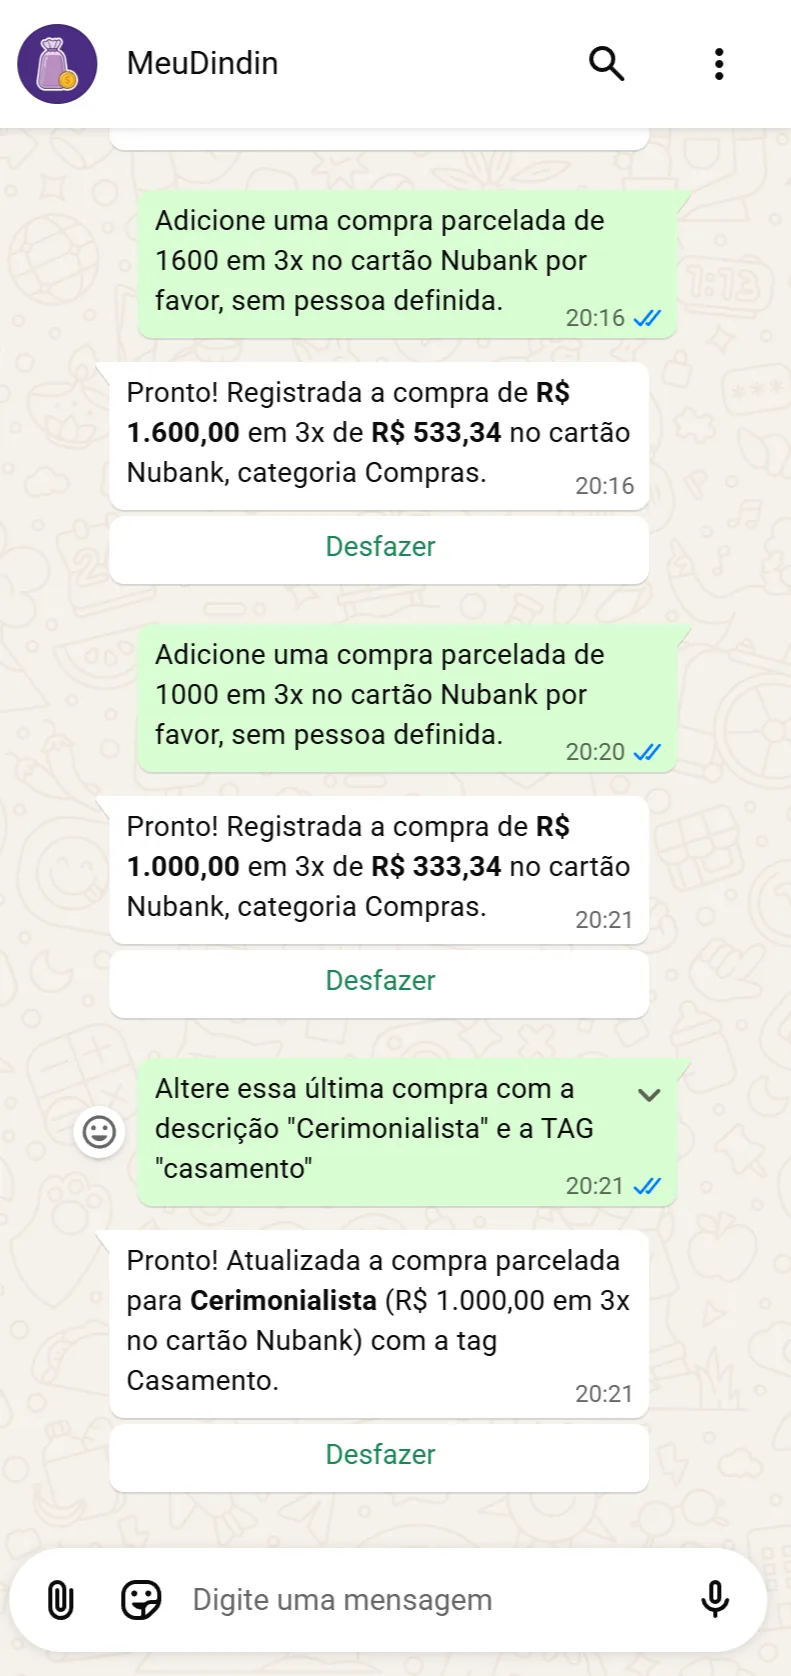 MeuDindin
Adicione uma compra parcelada de
1600 em 3x no cartão Nubank por
favor, sem pessoa definida.
20:16
Pronto! Registrada a compra de R$
1.600,00 em 3x de R$ 533,34 no cartão
Nubank, categoria Compras.
20:16
Desfazer
Adicione uma compra parcelada de
1000 em 3x no cartão Nubank por
favor, sem pessoa definida.
20:20
Pronto! Registrada a compra de R$
1.000,00 em 3x de R$ 333,34 no cartão
Nubank, categoria Compras.
20:21
Desfazer
Altere essa última compra com a
descrição "Cerimonialista" e a TAG
"casamento"
20:21
Pronto! Atualizada a compra parcelada
para Cerimonialista (R$ 1.000,00 em 3x
no cartão Nubank) com a tag
Casamento.
20:21
Desfazer
Digite uma mensagem